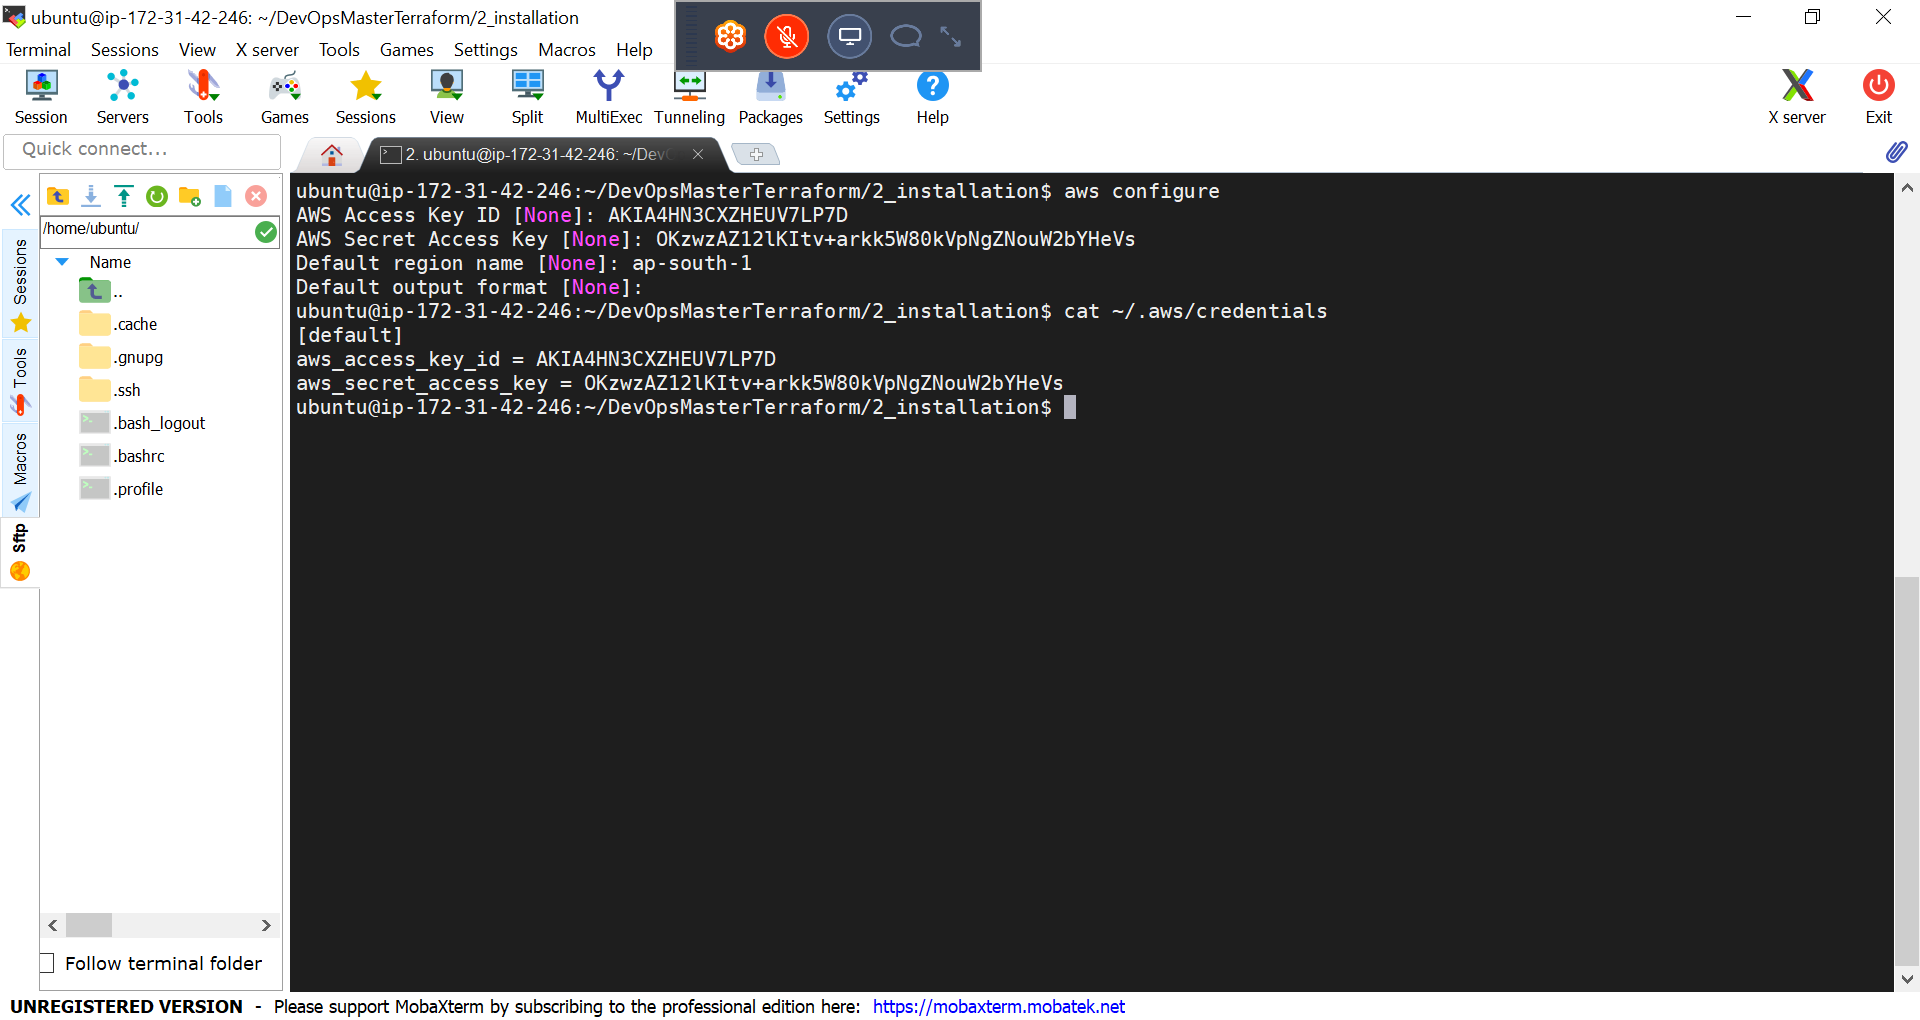 ubuntu@ip-172-31-42-246: ~/DevOpsMasterTerraform/2_installation
Terminal Sessions View X server Tools Games Settings Macros Help
Session Servers Tools Games Sessions View Split MultiExec Tunneling Packages Settings Help X server Exit
Quick connect...
2. ubuntu@ip-172-31-42-246: ~/Dev
/home/ubuntu/
Name
..
.cache
.gnupg
.ssh
.bash_logout
.bashrc
.profile
Sessions
Tools
Macros
Sftp
Follow terminal folder
ubuntu@ip-172-31-42-246:~/DevOpsMasterTerraform/2_installation$ aws configure
AWS Access Key ID [None]: AKIA4HN3CXZHEUV7LP7D
AWS Secret Access Key [None]: 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
Default region name [None]: ap-south-1
Default output format [None]:
ubuntu@ip-172-31-42-246:~/DevOpsMasterTerraform/2_installation$ cat ~/.aws/credentials
[default]
aws_access_key_id = AKIA4HN3CXZHEUV7LP7D
aws_secret_access_key = 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
ubuntu@ip-172-31-42-246:~/DevOpsMasterTerraform/2_installation$
UNREGISTERED VERSION - Please support MobaXterm by subscribing to the professional edition here: https://mobaxterm.mobatek.net